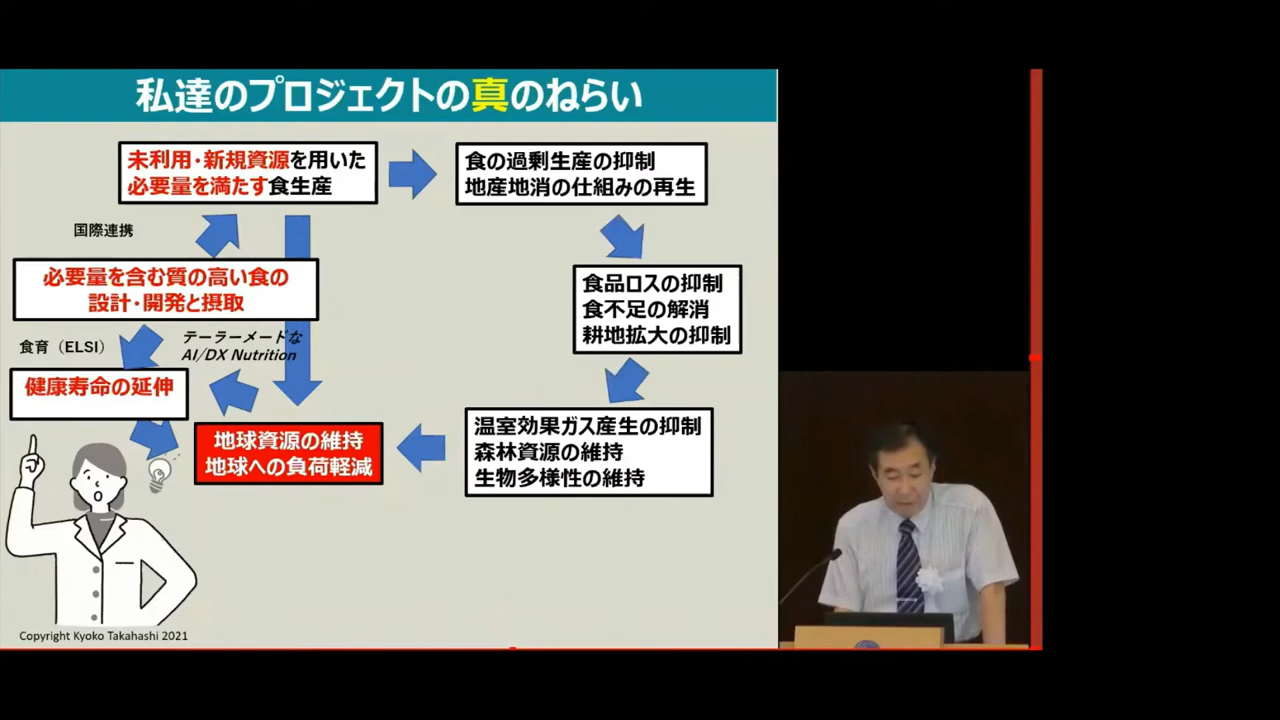 私達のプロジェクトの真のねらい
未利用・新規資源を用いた
必要量を満たす食生産
食の過剰生産の抑制
地産地消の仕組みの再生
国際連携
必要量を含む質の高い食の
設計・開発と摂取
食品ロスの抑制
食不足の解消
耕地拡大の抑制
食育（ELSI）
テーラーメードな
AI/DX Nutrition
健康寿命の延伸
地球資源の維持
地球への負荷軽減
温室効果ガス産生の抑制
森林資源の維持
生物多様性の維持
Copyright Kyoko Takahashi 2021